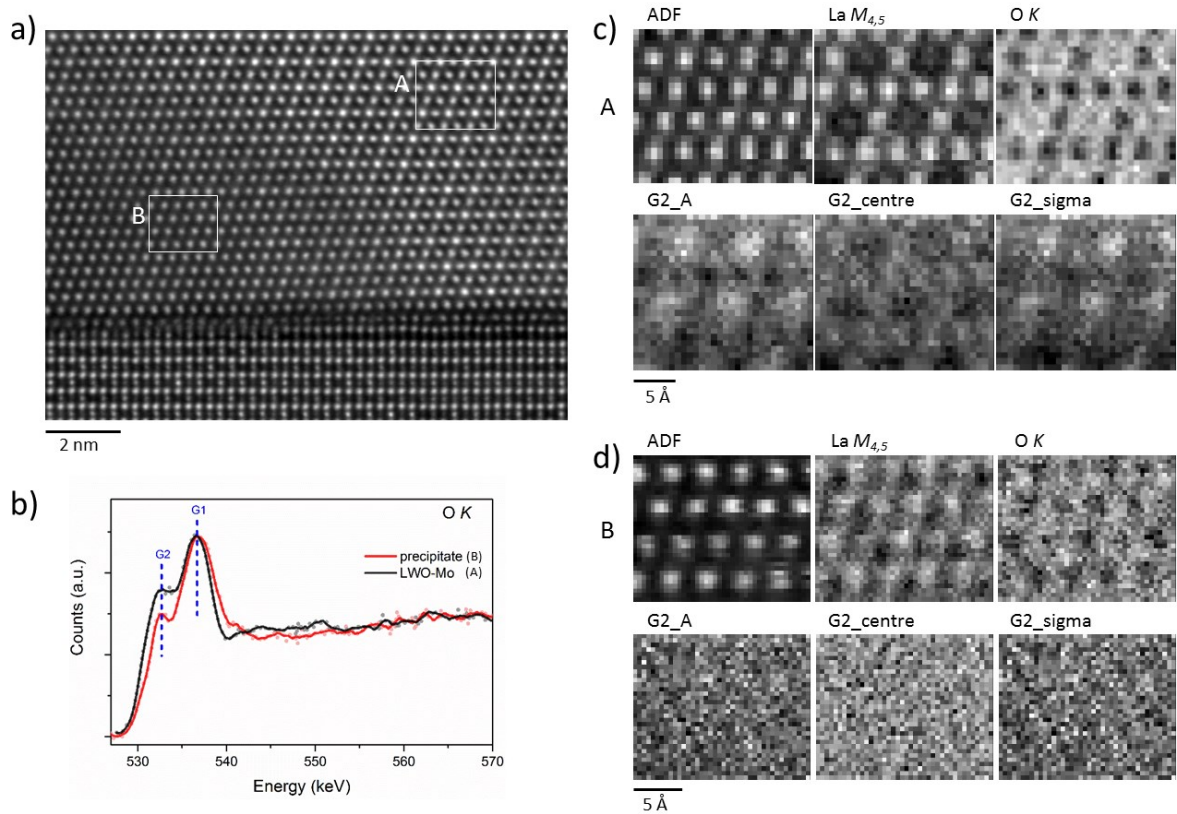 a)
A
B
2 nm
b)
O K
G1
G2
precipitate (B)
LWO-Mo (A)
Counts (a.u.)
530
540
550
560
570
Energy (keV)
c)
ADF
La M4,5
O K
A
G2_A
G2_centre
G2_sigma
5 Å
d)
ADF
La M4,5
O K
B
G2_A
G2_centre
G2_sigma
5 Å